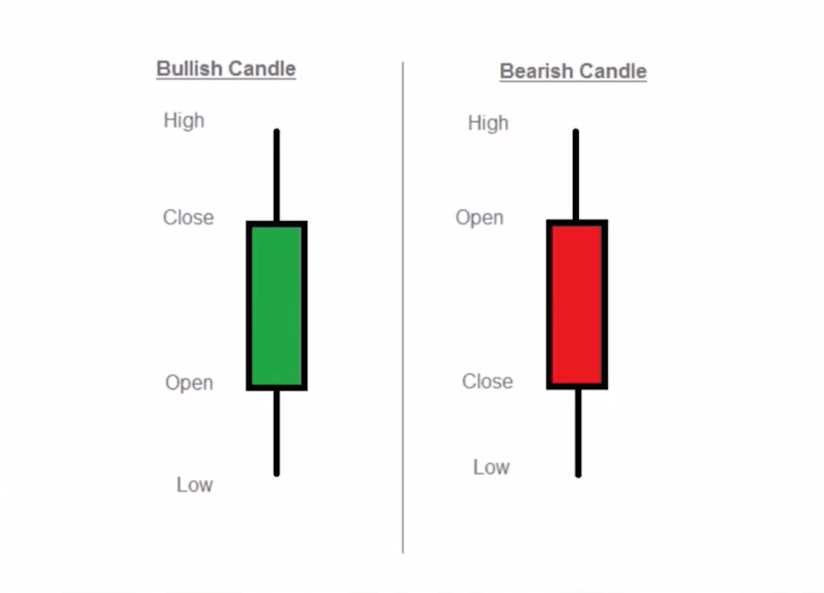 Bullish Candle
High
Close
Open
Low
Bearish Candle
High
Open
Close
Low